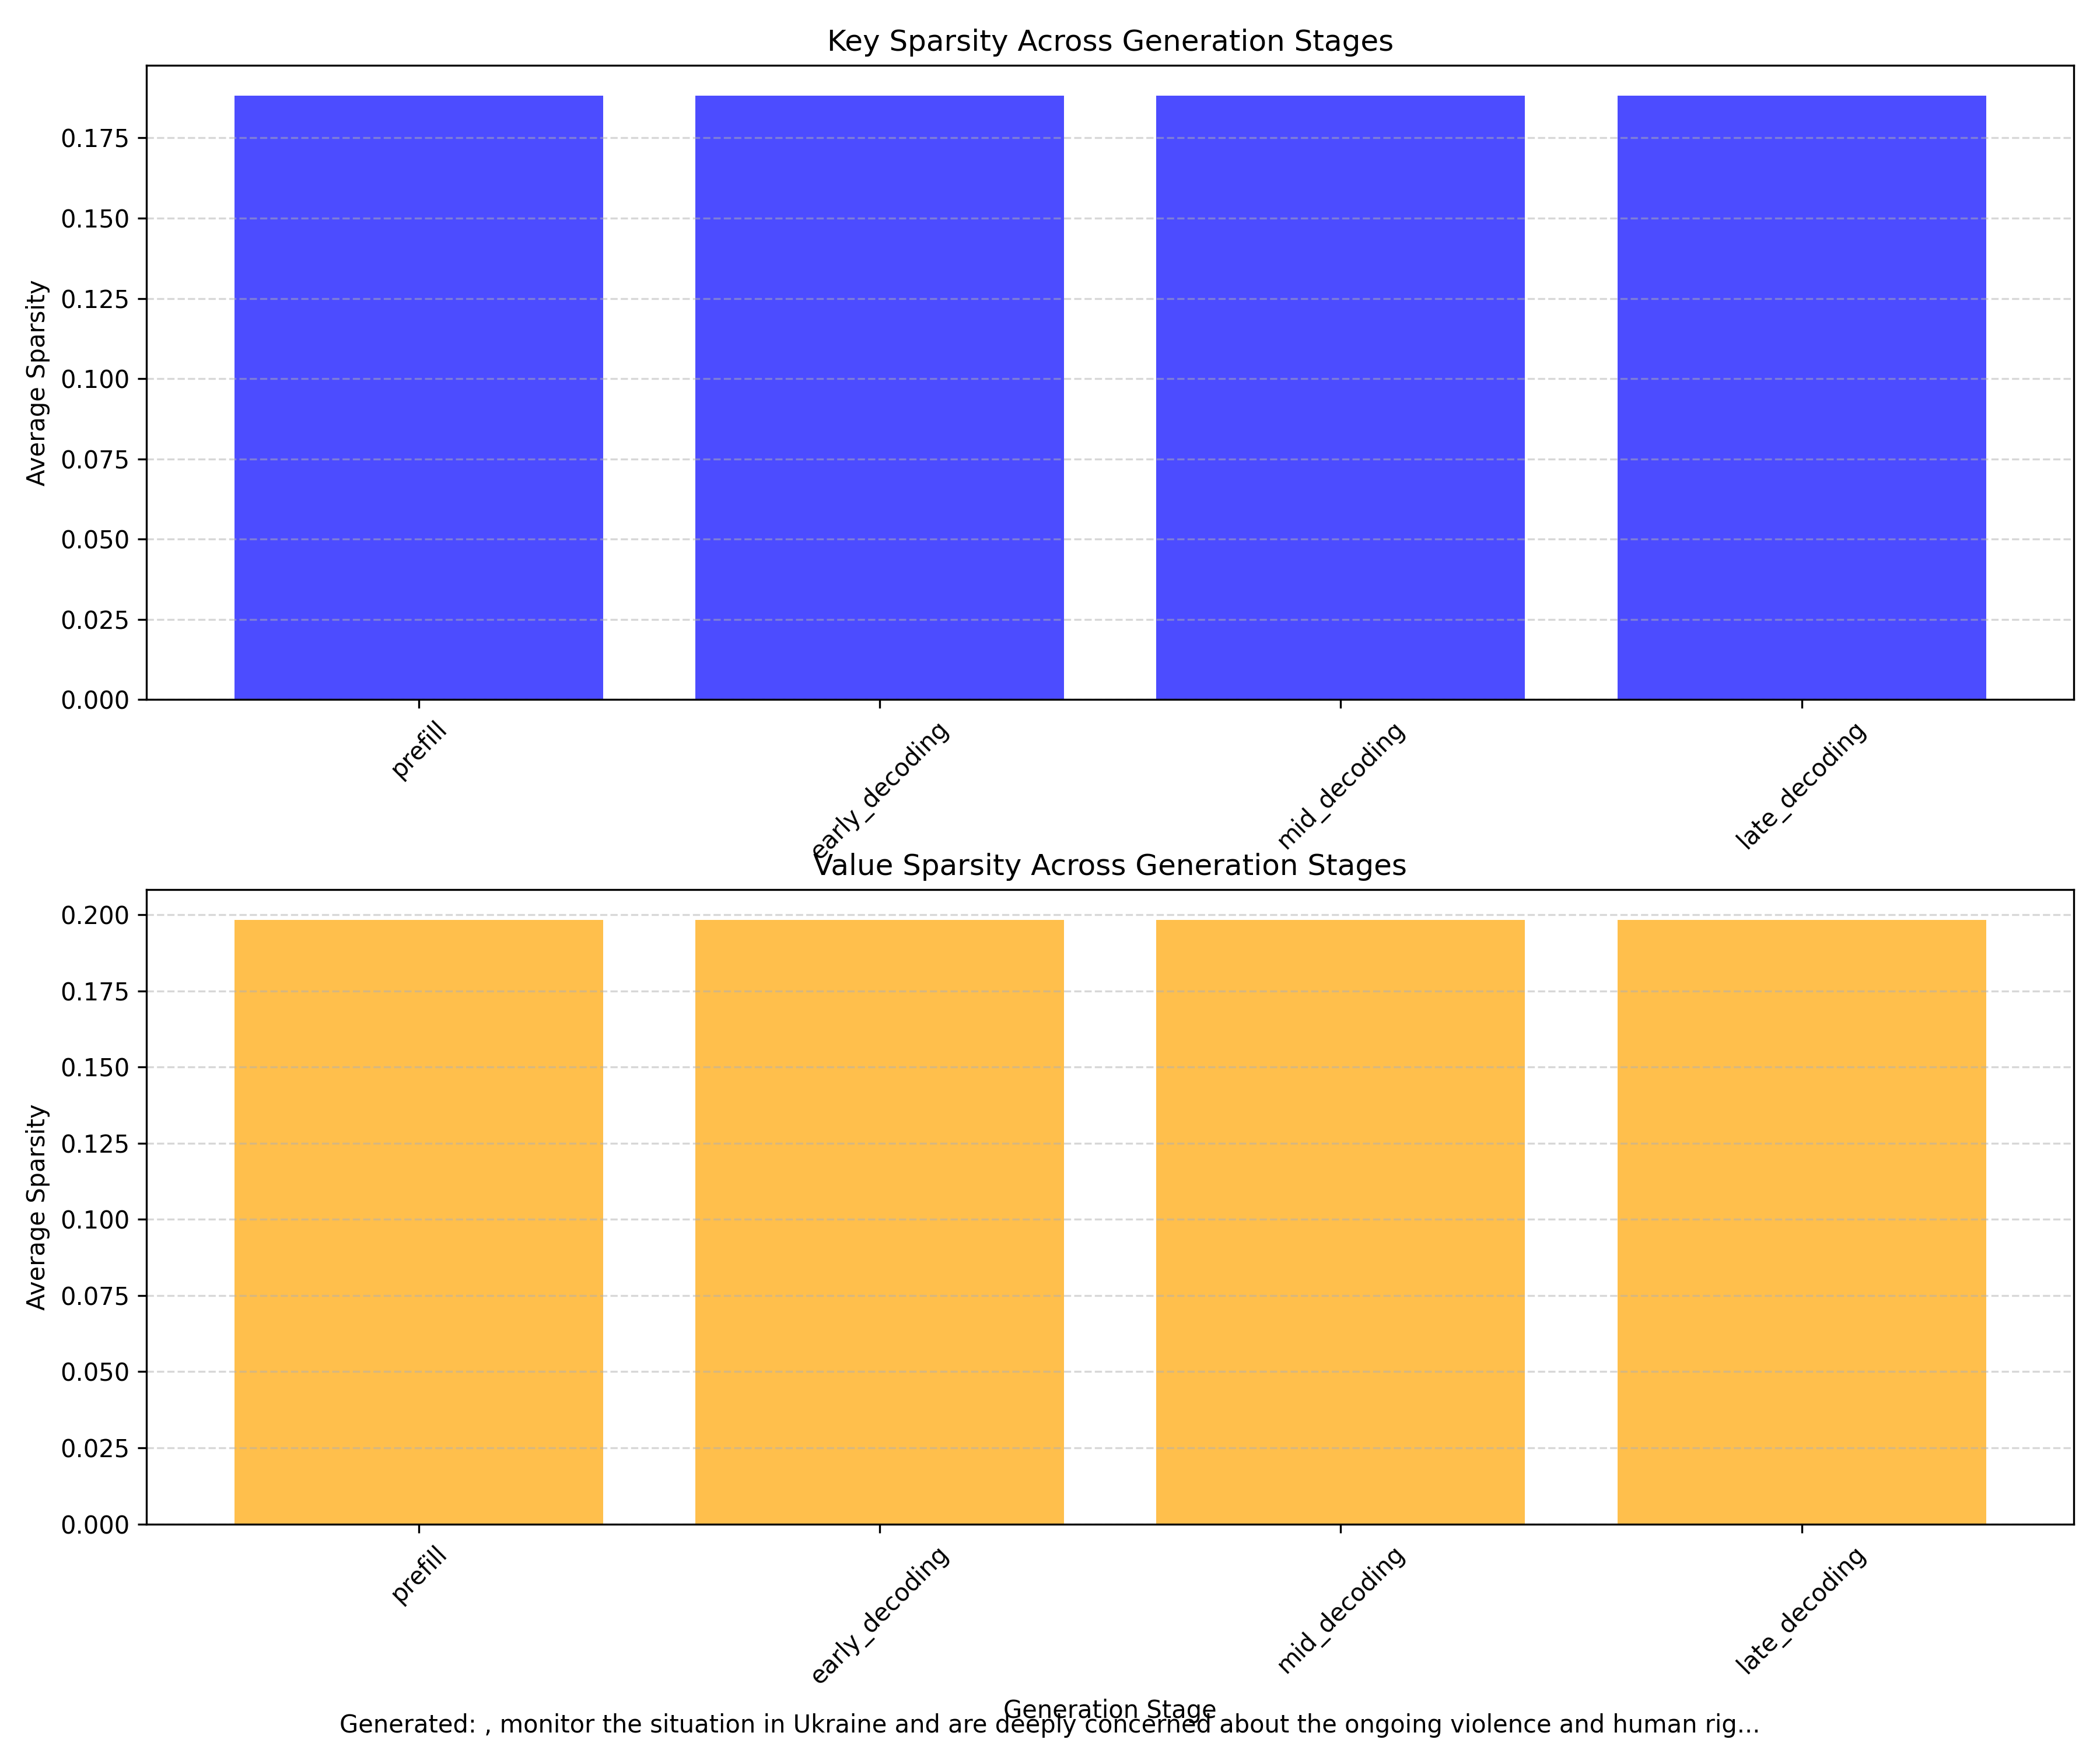 Key Sparsity Across Generation Stages
Average Sparsity
0.175
0.150
0.125
0.100
0.075
0.050
0.025
0.000
prefill
early_decoding
mid_decoding
late_decoding
Value Sparsity Across Generation Stages
Average Sparsity
0.200
0.175
0.150
0.125
0.100
0.075
0.050
0.025
0.000
prefill
early_decoding
mid_decoding
late_decoding
Generation Stage
Generated: , monitor the situation in Ukraine and are deeply concerned about the ongoing violence and human rig...